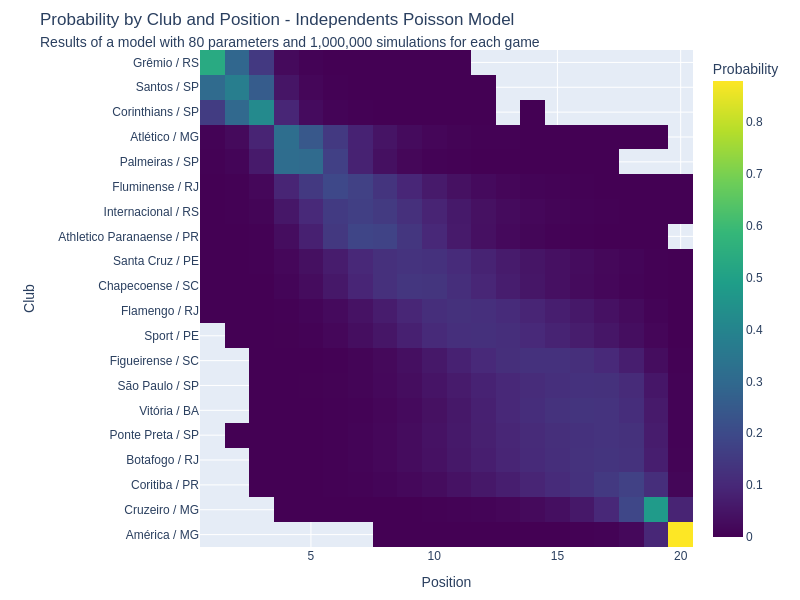 Probability by Club and Position - Independents Poisson Model
Results of a model with 80 parameters and 1,000,000 simulations for each game
Probability
Club
Grêmio / RS
Santos / SP
Corinthians / SP
Atlético / MG
Palmeiras / SP
Fluminense / RJ
Internacional / RS
Athletico Paranaense / PR
Santa Cruz / PE
Chapecoense / SC
Flamengo / RJ
Sport / PE
Figueirense / SC
São Paulo / SP
Vitória / BA
Ponte Preta / SP
Botafogo / RJ
Coritiba / PR
Cruzeiro / MG
América / MG
0.8
0.7
0.6
0.5
0.4
0.3
0.2
0.1
0
5
10
15
20
Position